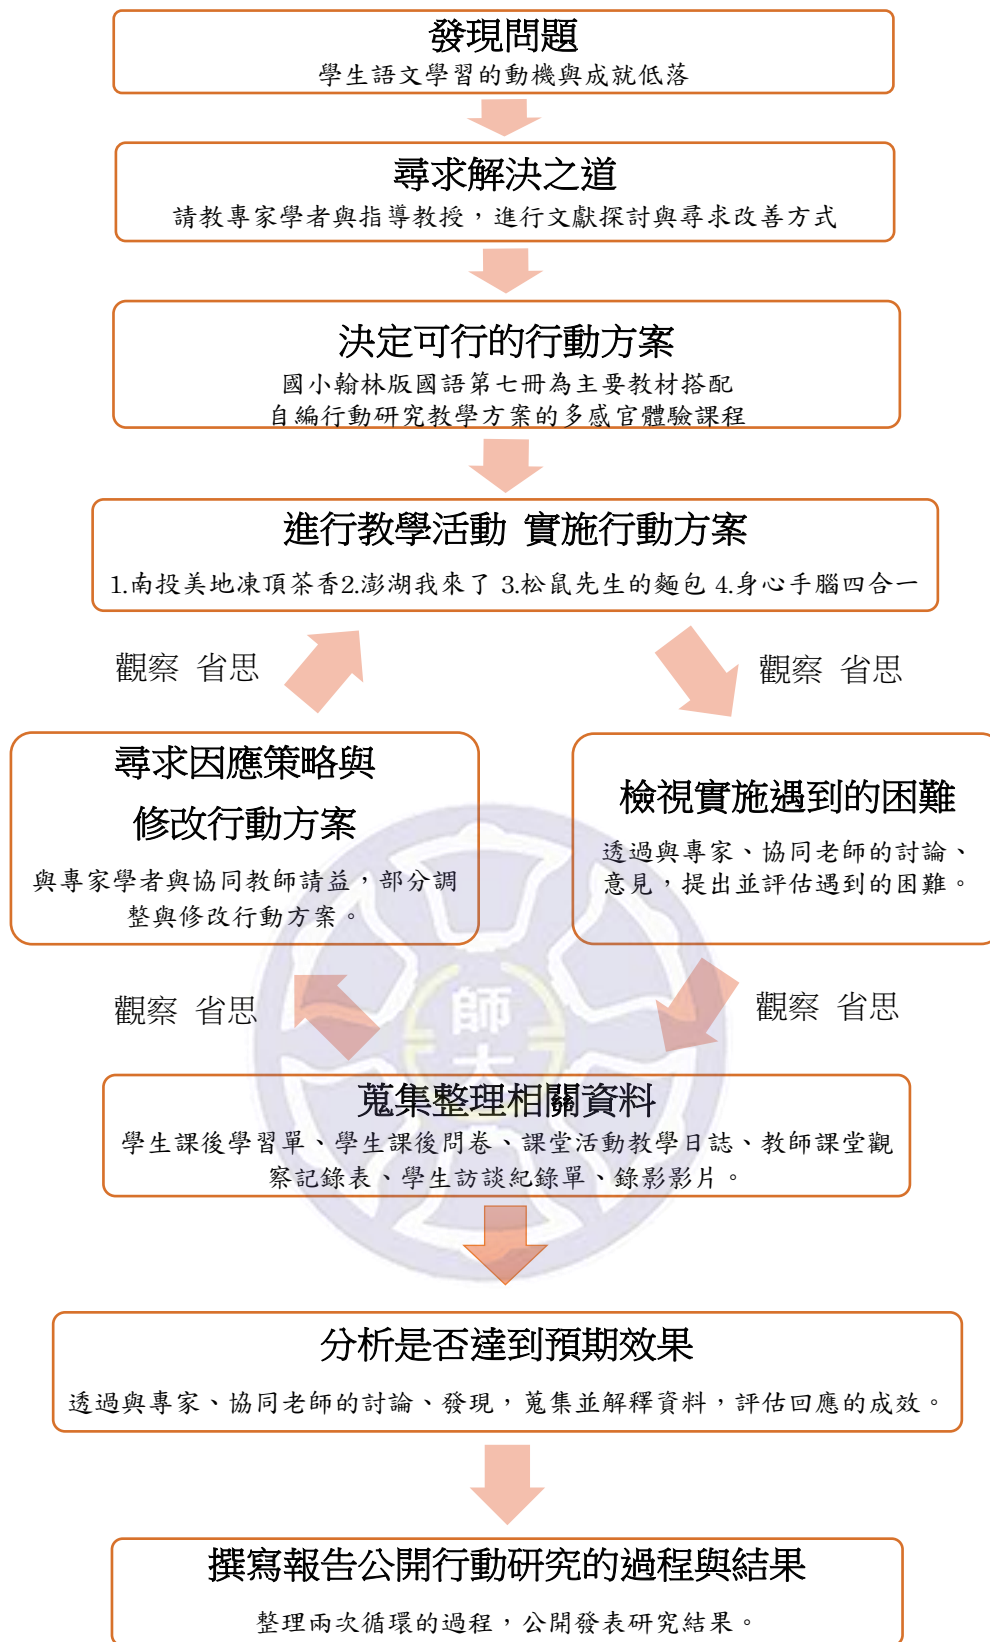 發現問題
學生語文學習的動機與成就低落
尋求解決之道
請教專家學者與指導教授，進行文獻探討與尋求改善方式
決定可行的行動方案
國小翰林版國語第七冊為主要教材搭配
自編行動研究教學方案的多感官體驗課程
進行教學活動 實施行動方案
1.南投美地凍頂茶香2.澎湖我來了 3.松鼠先生的麵包 4.身心手腦四合一
觀察 省思
觀察 省思
尋求因應策略與
修改行動方案
與專家學者與協同教師請益，部分調
整與修改行動方案。
檢視實施遇到的困難
透過與專家、協同老師的討論、
意見，提出並評估遇到的困難。
觀察 省思
觀察 省思
師
大
蒐集整理相關資料
學生課後學習單、學生課後問卷、課堂活動教學日誌、教師課堂觀
察記錄表、學生訪談紀錄單、錄影影片。
分析是否達到預期效果
透過與專家、協同老師的討論、發現，蒐集並解釋資料，評估回應的成效。
撰寫報告公開行動研究的過程與結果
整理兩次循環的過程，公開發表研究結果。